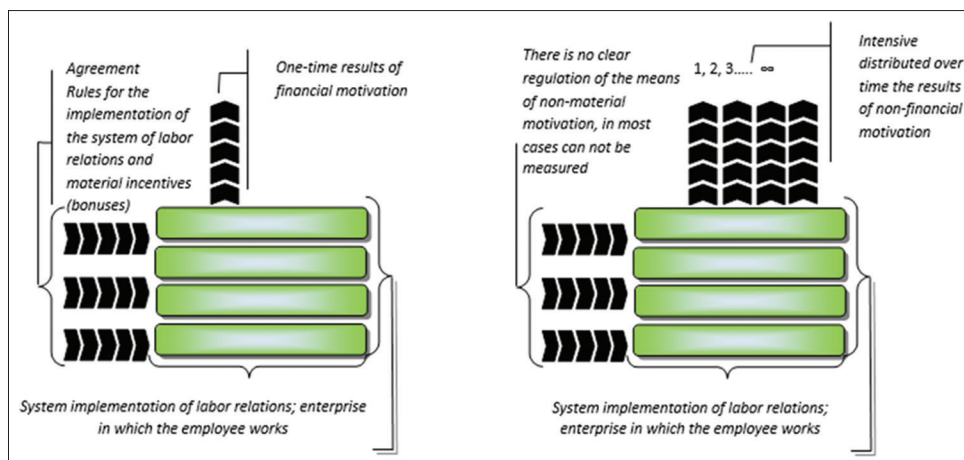 Agreement
Rules for the
implementation of
the system of labor
relations and
material incentives
(bonuses)
One-time results of
financial motivation
System implementation of labor relations; enterprise
in which the employee works
There is no clear
regulation of the means
of non-material
motivation, in most
cases can not be
measured
1, 2, 3..... ∞
Intensive
distributed over
time the results
of non-financial
motivation
System implementation of labor relations;
enterprise in which the employee works